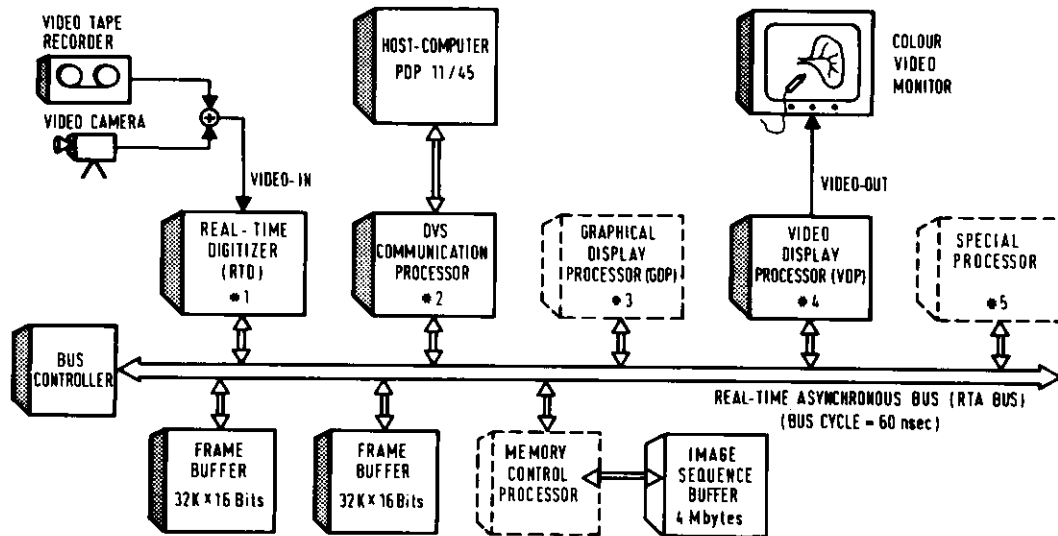 VIDEO TAPE
RECORDER
VIDEO CAMERA
VIDEO-IN
HOST-COMPUTER
PDP 11/45
COLOUR
VIDEO
MONITOR
VIDEO-OUT
REAL-TIME
DIGITIZER
(RTD)
*1
DVS
COMMUNICATION
PROCESSOR
*2
GRAPHICAL
DISPLAY
PROCESSOR (GDP)
*3
VIDEO
DISPLAY
PROCESSOR (VDP)
*4
SPECIAL
PROCESSOR
*5
BUS
CONTROLLER
REAL-TIME ASYNCHRONOUS BUS (RTA BUS)
(BUS CYCLE = 60 nsec)
FRAME
BUFFER
32K × 16 Bits
FRAME
BUFFER
32K × 16 Bits
MEMORY
CONTROL
PROCESSOR
IMAGE
SEQUENCE
BUFFER
4 Mbytes